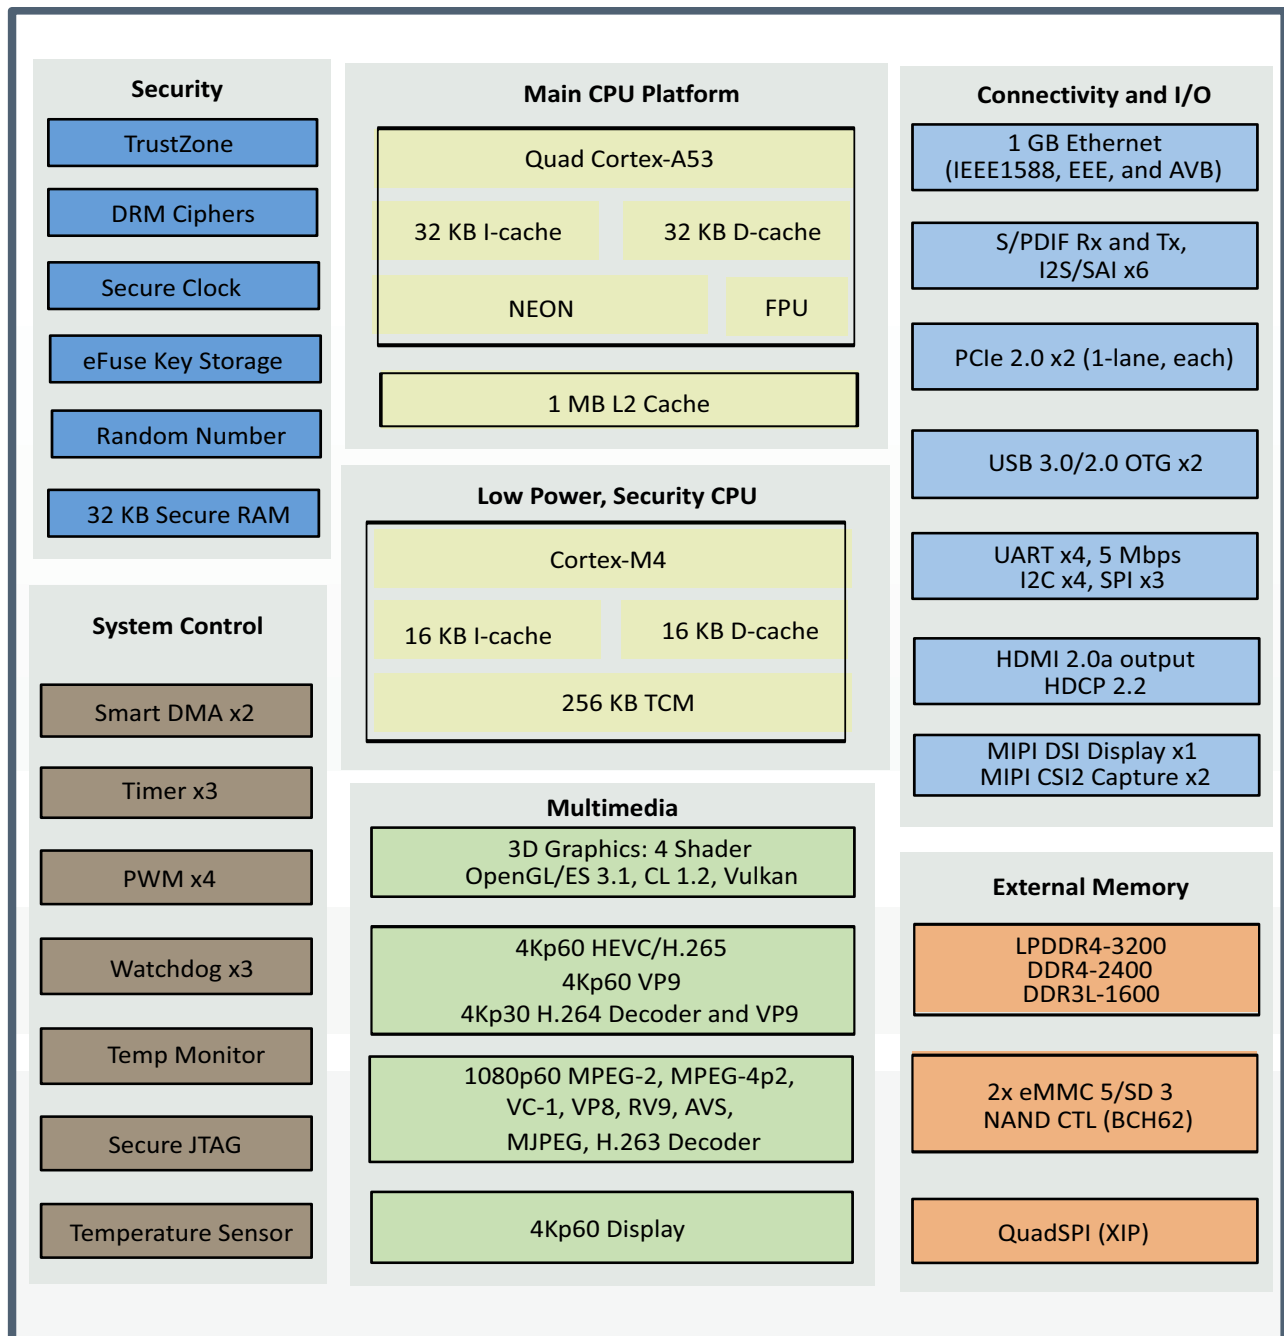 Security
TrustZone
DRM Ciphers
Secure Clock
eFuse Key Storage
Random Number
32 KB Secure RAM
System Control
Smart DMA x2
Timer x3
PWM x4
Watchdog x3
Temp Monitor
Secure JTAG
Temperature Sensor
Main CPU Platform
Quad Cortex-A53
32 KB I-cache
32 KB D-cache
NEON
FPU
1 MB L2 Cache
Low Power, Security CPU
Cortex-M4
16 KB I-cache
16 KB D-cache
256 KB TCM
Multimedia
3D Graphics: 4 Shader
OpenGL/ES 3.1, CL 1.2, Vulkan
4Kp60 HEVC/H.265
4Kp60 VP9
4Kp30 H.264 Decoder and VP9
1080p60 MPEG-2, MPEG-4p2,
VC-1, VP8, RV9, AVS,
MJPEG, H.263 Decoder
4Kp60 Display
Connectivity and I/O
1 GB Ethernet
(IEEE1588, EEE, and AVB)
S/PDIF Rx and Tx,
I2S/SAI x6
PCIe 2.0 x2 (1-lane, each)
USB 3.0/2.0 OTG x2
UART x4, 5 Mbps
I2C x4, SPI x3
HDMI 2.0a output
HDCP 2.2
MIPI DSI Display x1
MIPI CSI2 Capture x2
External Memory
LPDDR4-3200
DDR4-2400
DDR3L-1600
2x eMMC 5/SD 3
NAND CTL (BCH62)
QuadSPI (XIP)